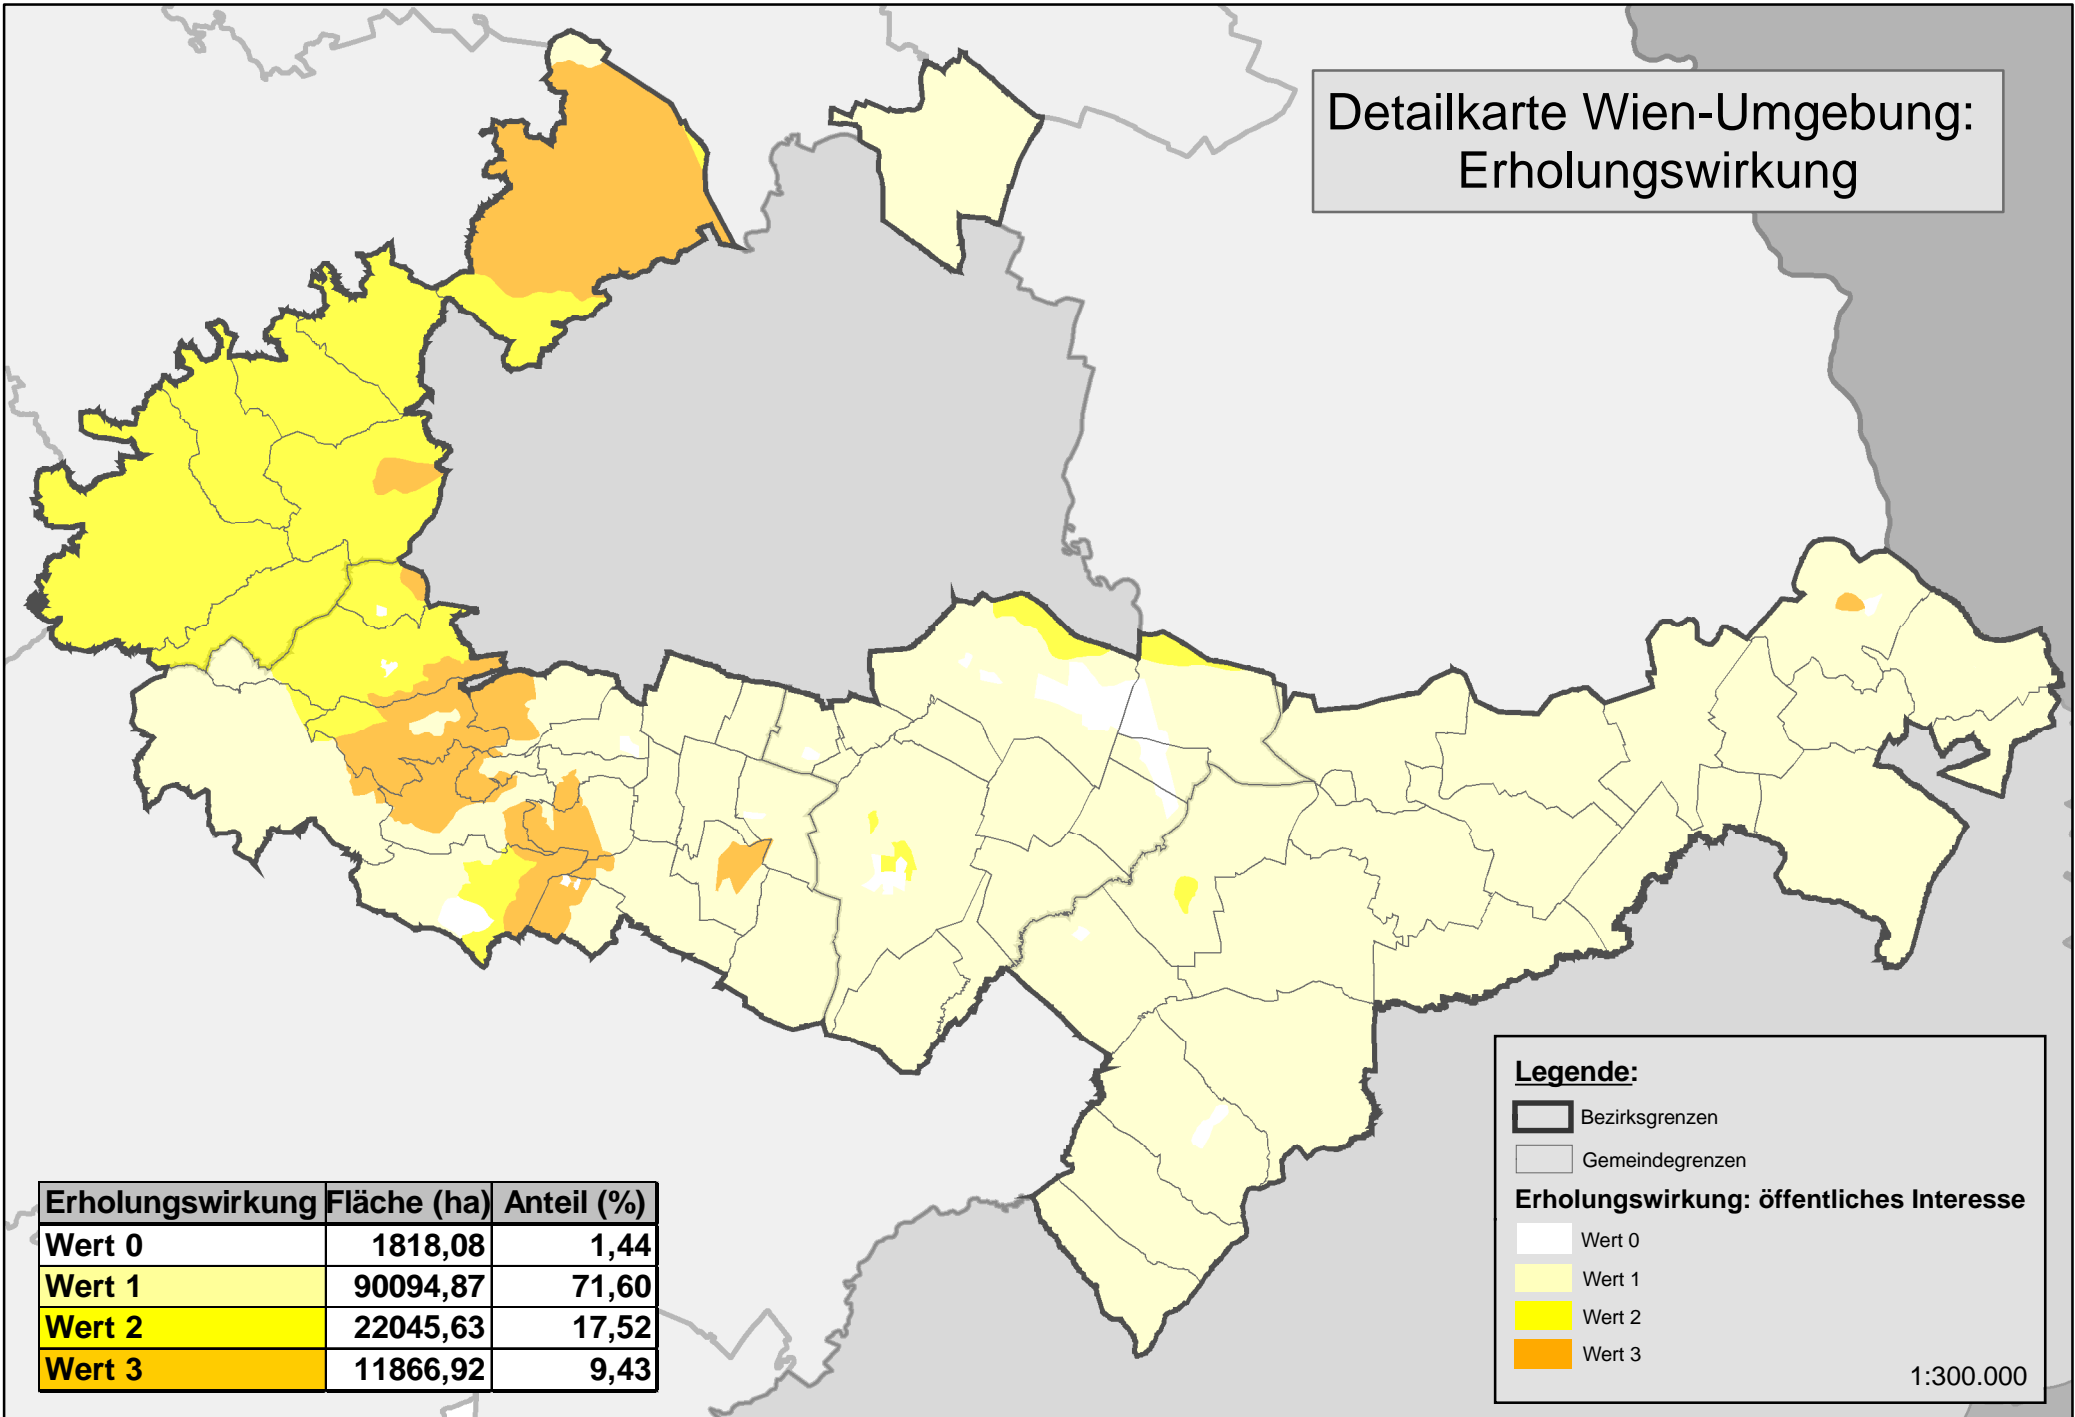 Detailkarte Wien-Umgebung:
Erholungswirkung
Legende:
Bezirksgrenzen
Gemeindegrenzen
Erholungswirkung: öffentliches Interesse
Wert 0
Wert 1
Wert 2
Wert 3
1:300.000
Erholungswirkung Fläche (ha) Anteil (%)
Wert 0 1818,08 1,44
Wert 1 90094,87 71,60
Wert 2 22045,63 17,52
Wert 3 11866,92 9,43